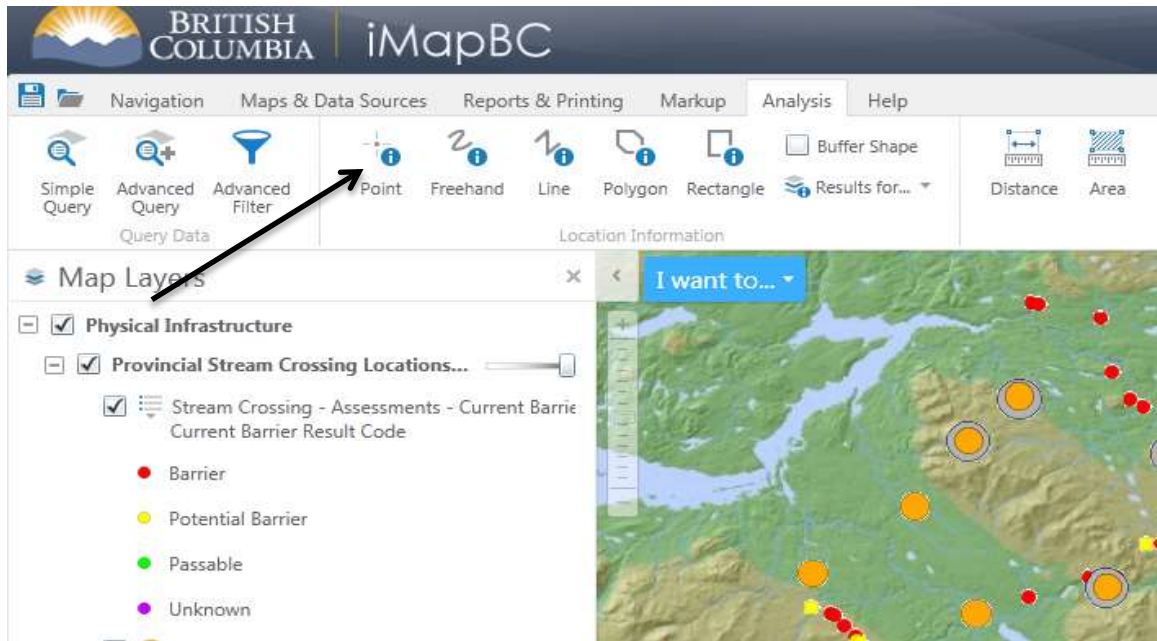 BRITISH
COLUMBIA
iMapBC
Navigation Maps & Data Sources Reports & Printing Markup Analysis Help
Simple Query
Advanced Query
Advanced Filter
Point
Freehand
Line
Polygon
Rectangle
Buffer Shape
Results for...
Distance
Area
Query Data
Location Information
Map Layers
I want to...
Physical Infrastructure
Provincial Stream Crossing Locations...
Stream Crossing - Assessments - Current Barrie
Current Barrier Result Code
Barrier
Potential Barrier
Passable
Unknown